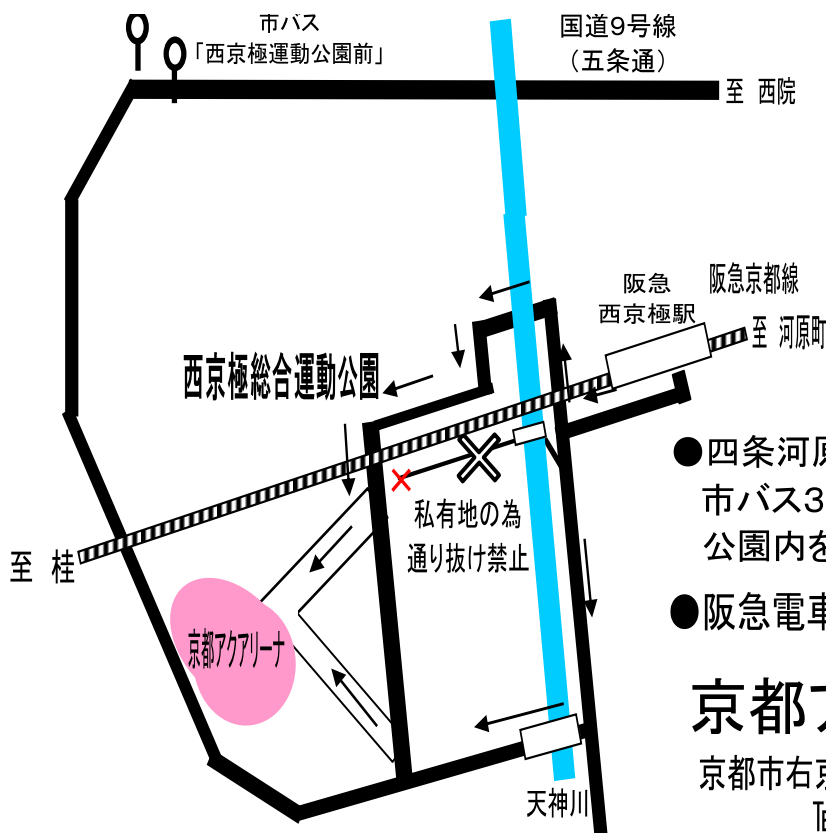 市バス
「西京極運動公園前」
国道9号線
(五条通)
至 西院
阪急京都線
阪急
西京極駅
至 河原町
西京極総合運動公園
●四条河原
市バス3
公園内を
私有地の為
通り抜け禁止
至 桂
●阪急電車
京都アクアリーナ
京都
京都市右京
天神川